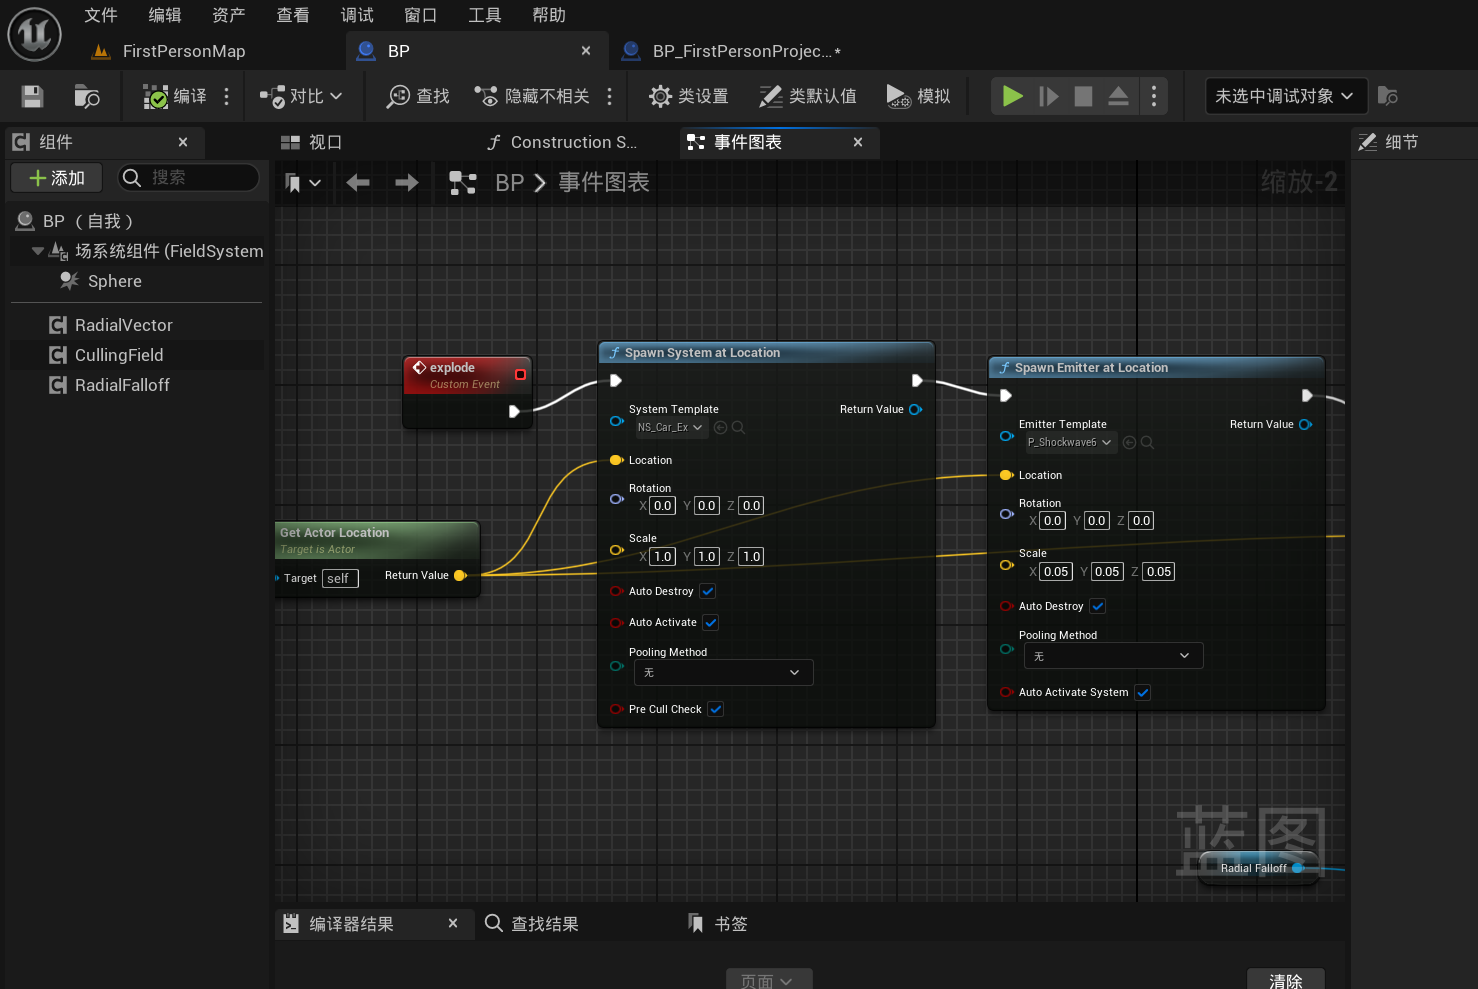 文件 编辑 资产 查看 调试 窗口 工具 帮助
FirstPersonMap BP BP_FirstPersonProjec...*
编译 对比 查找 隐藏不相关 类设置 类默认值 模拟 未选中调试对象
组件 视口 Construction S... 事件图表 细节
添加 搜索 BP 事件图表 缩放-2
BP （自我）
场系统组件 (FieldSystem
Sphere
RadialVector
CullingField
RadialFalloff
explode
Custom Event
Get Actor Location
Target is Actor
Target self Return Value
Spawn System at Location
System Template Return Value
NS_Car_Ex
Location
Rotation
X 0.0 Y 0.0 Z 0.0
Scale
X 1.0 Y 1.0 Z 1.0
Auto Destroy
Auto Activate
Pooling Method
无
Pre Cull Check
Spawn Emitter at Location
Emitter Template Return Value
P_Shockwave5
Location
Rotation
X 0.0 Y 0.0 Z 0.0
Scale
X 0.05 Y 0.05 Z 0.05
Auto Destroy
Pooling Method
无
Auto Activate System
蓝图
Radial Falloff
编译器结果 查找结果 书签
页面 清除